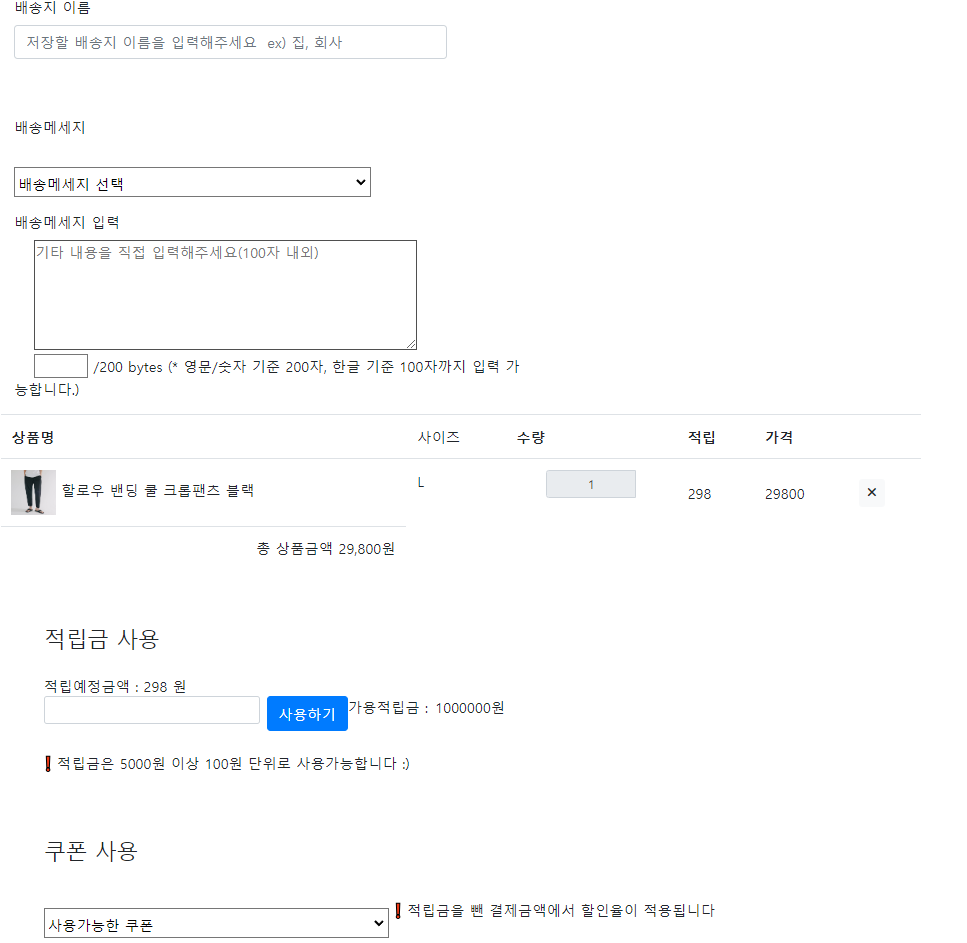 배송지 이름
저장할 배송지 이름을 입력해주세요 ex) 집, 회사
배송메세지
배송메세지 선택
배송메세지 입력
기타 내용을 직접 입력해주세요(100자 내외)
/200 bytes (* 영문/숫자 기준 200자, 한글 기준 100자까지 입력 가
능합니다.)
상품명 사이즈 수량 적립 가격
할로우 밴딩 쿨 크롭팬츠 블랙 L 1 298 29800 ✕
총 상품금액 29,800원
적립금 사용
적립예정금액 : 298 원
사용하기 가용적립금 : 1000000원
❗ 적립금은 5000원 이상 100원 단위로 사용가능합니다 :)
쿠폰 사용
사용가능한 쿠폰 ❗ 적립금을 뺀 결제금액에서 할인율이 적용됩니다